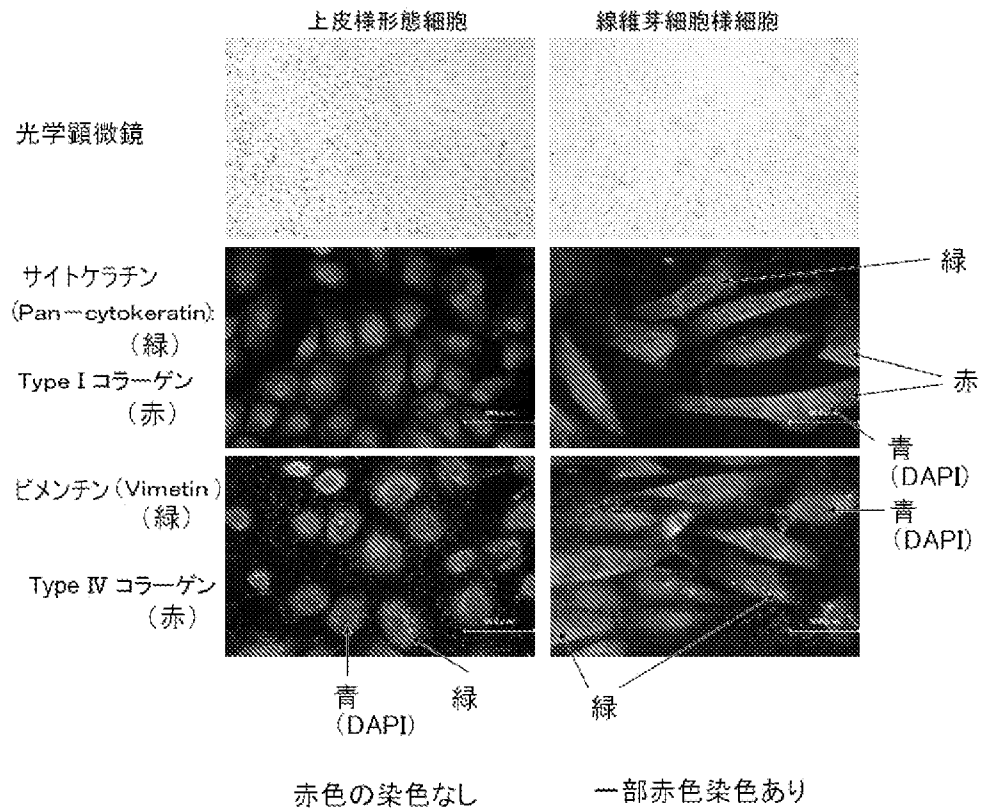 上皮様形態細胞
線維芽細胞様細胞
光学顕微鏡
サイトケラチン
(Pan-cytokeratin):
(緑)
Type I コラーゲン
(赤)
緑
赤
青
(DAPI)
ビメンチン(Vimetin)
(緑)
Type Ⅳ コラーゲン
(赤)
青
(DAPI)
青
(DAPI)
緑
緑
赤色の染色なし
一部赤色染色あり